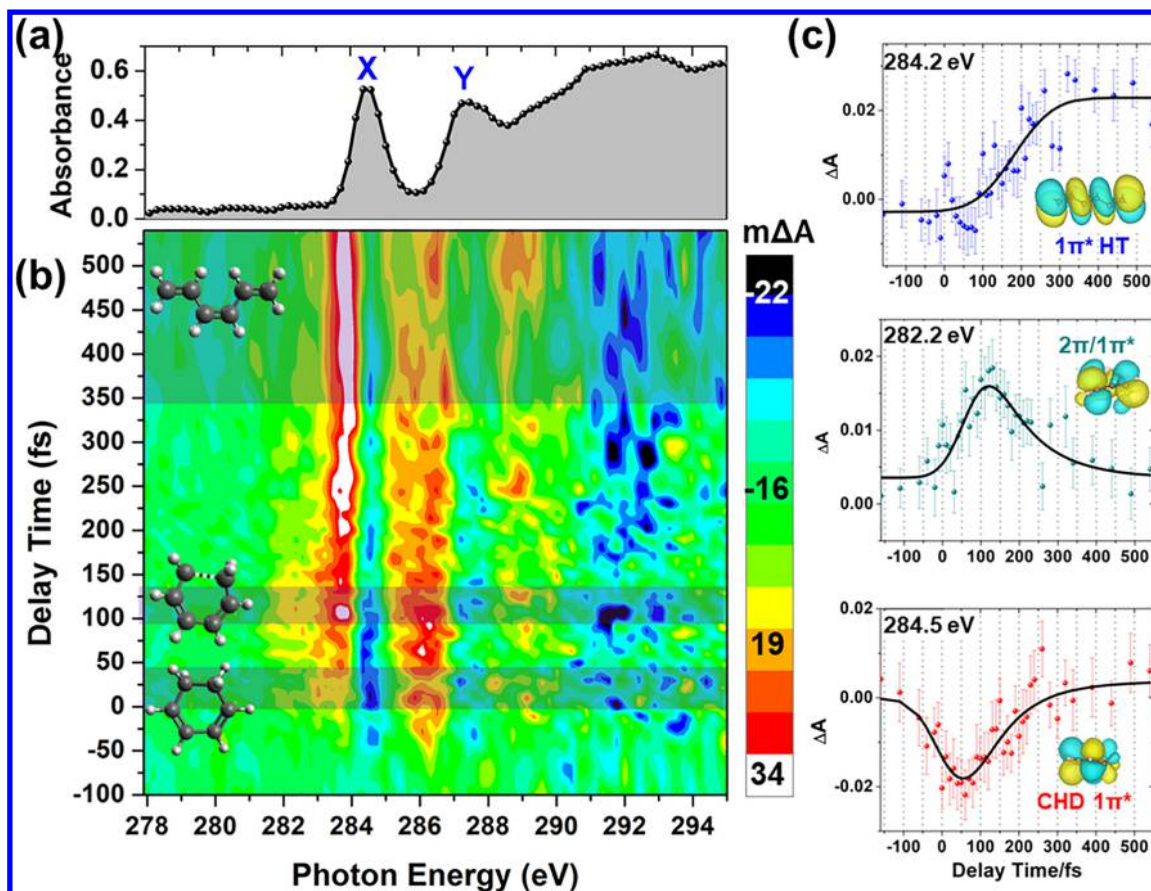 (a)
X
Y
0.6
0.4
0.2
0.0
Absorbance
(b)
500
450
400
350
300
250
200
150
100
50
0
-50
-100
Delay Time (fs)
278 280 282 284 286 288 290 292 294
Photon Energy (eV)
mΔA
-22
-16
19
34
(c)
284.2 eV
0.02
0.00
ΔA
1π* HT
-100 0 100 200 300 400 500
282.2 eV
2π/1π*
0.02
0.01
0.00
ΔA
-100 0 100 200 300 400 500
284.5 eV
0.02
0.00
-0.02
ΔA
CHD 1π*
-100 0 100 200 300 400 500
Delay Time/fs